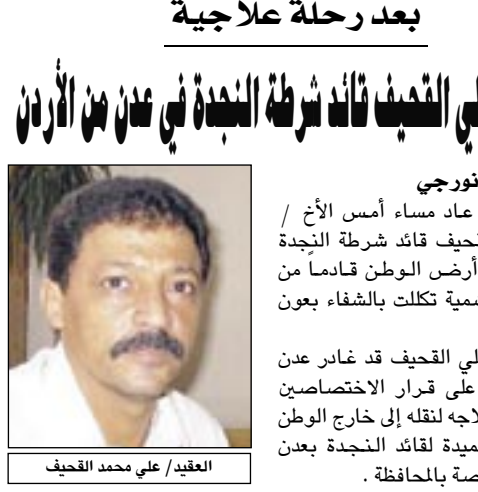 بعد رحلة علاجية
لي القحيف قائد شرطة النجدة في عدن من الأردن
نورجي
عاد مساء أمس الأخ /
قحيف قائد شرطة النجدة
أرض الوطن قادماً من
سمية تكللت بالشفاء بعون
لي القحيف قد غادر عدن
على قرار الاختصاصين
لاجه لنقله إلى خارج الوطن
ميدة لقائد النجدة بعدن
صة بالمحافظة .
العقيد/ علي محمد القحيف